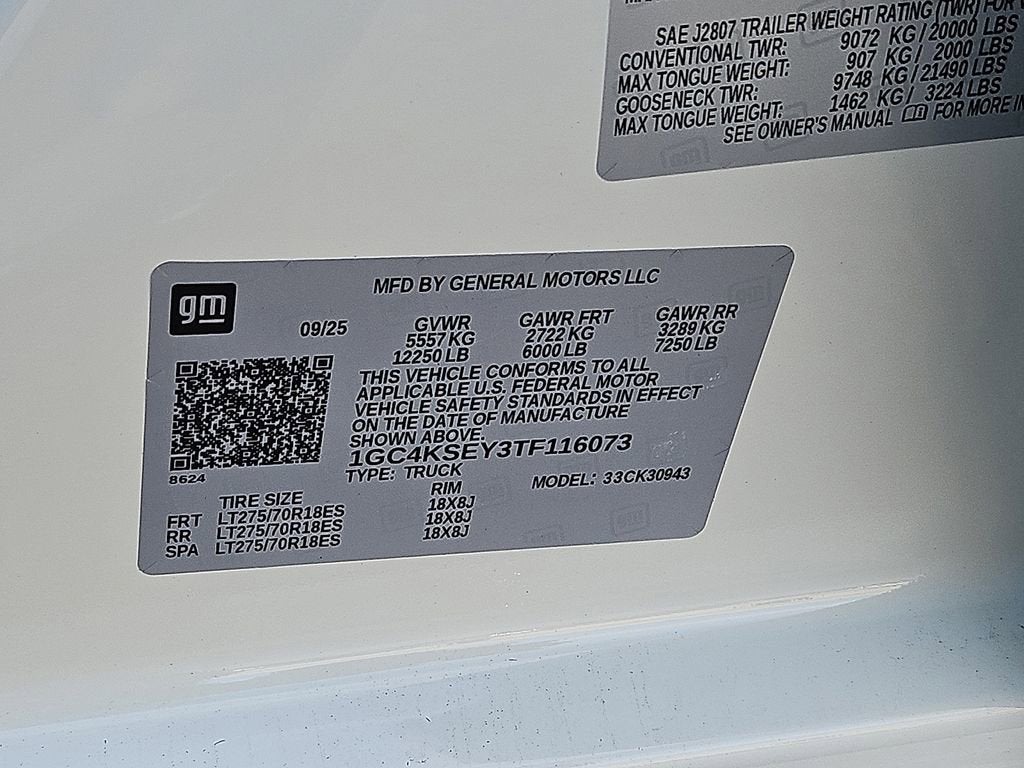 SAE J2807 TRAILER WEIGHT RATING (TWR) FOR
CONVENTIONAL TWR: 9072 KG/20000 LBS
MAX TONGUE WEIGHT: 907 KG/ 2000 LBS
GOOSENECK TWR: 9748 KG/21490 LBS
MAX TONGUE WEIGHT: 1462 KG/ 3224 LBS
SEE OWNER'S MANUAL FOR MORE
gm
MFD BY GENERAL MOTORS LLC
09/25 GVWR GAWR FRT GAWR RR
5557 KG 2722 KG 3289 KG
12250 LB 6000 LB 7250 LB
THIS VEHICLE CONFORMS TO ALL
APPLICABLE U.S. FEDERAL MOTOR
VEHICLE SAFETY STANDARDS IN EFFECT
ON THE DATE OF MANUFACTURE
SHOWN ABOVE.
1GC4KSEY3TF116073
8624
TYPE: TRUCK MODEL: 33CK30943
TIRE SIZE RIM
FRT LT275/70R18ES 18X8J
RR LT275/70R18ES 18X8J
SPA LT275/70R18ES 18X8J